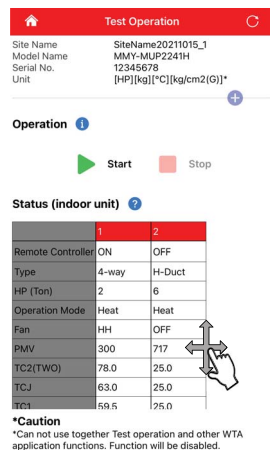 Test Operation
Site Name SiteName20211015_1
Model Name MMY-MUP2241H
Serial No. 12345678
Unit [HP][kg][°C][kg/cm2(G)]*
Operation
Start Stop
Status (indoor unit)
1 2
Remote Controller ON OFF
Type 4-way H-Duct
HP (Ton) 2 6
Operation Mode Heat Heat
Fan HH OFF
PMV 300 717
TC2(TWO) 78.0 25.0
TCJ 63.0 25.0
TC1 59.5 25.0
*Caution
*Can not use together Test operation and other WTA
application functions. Function will be disabled.